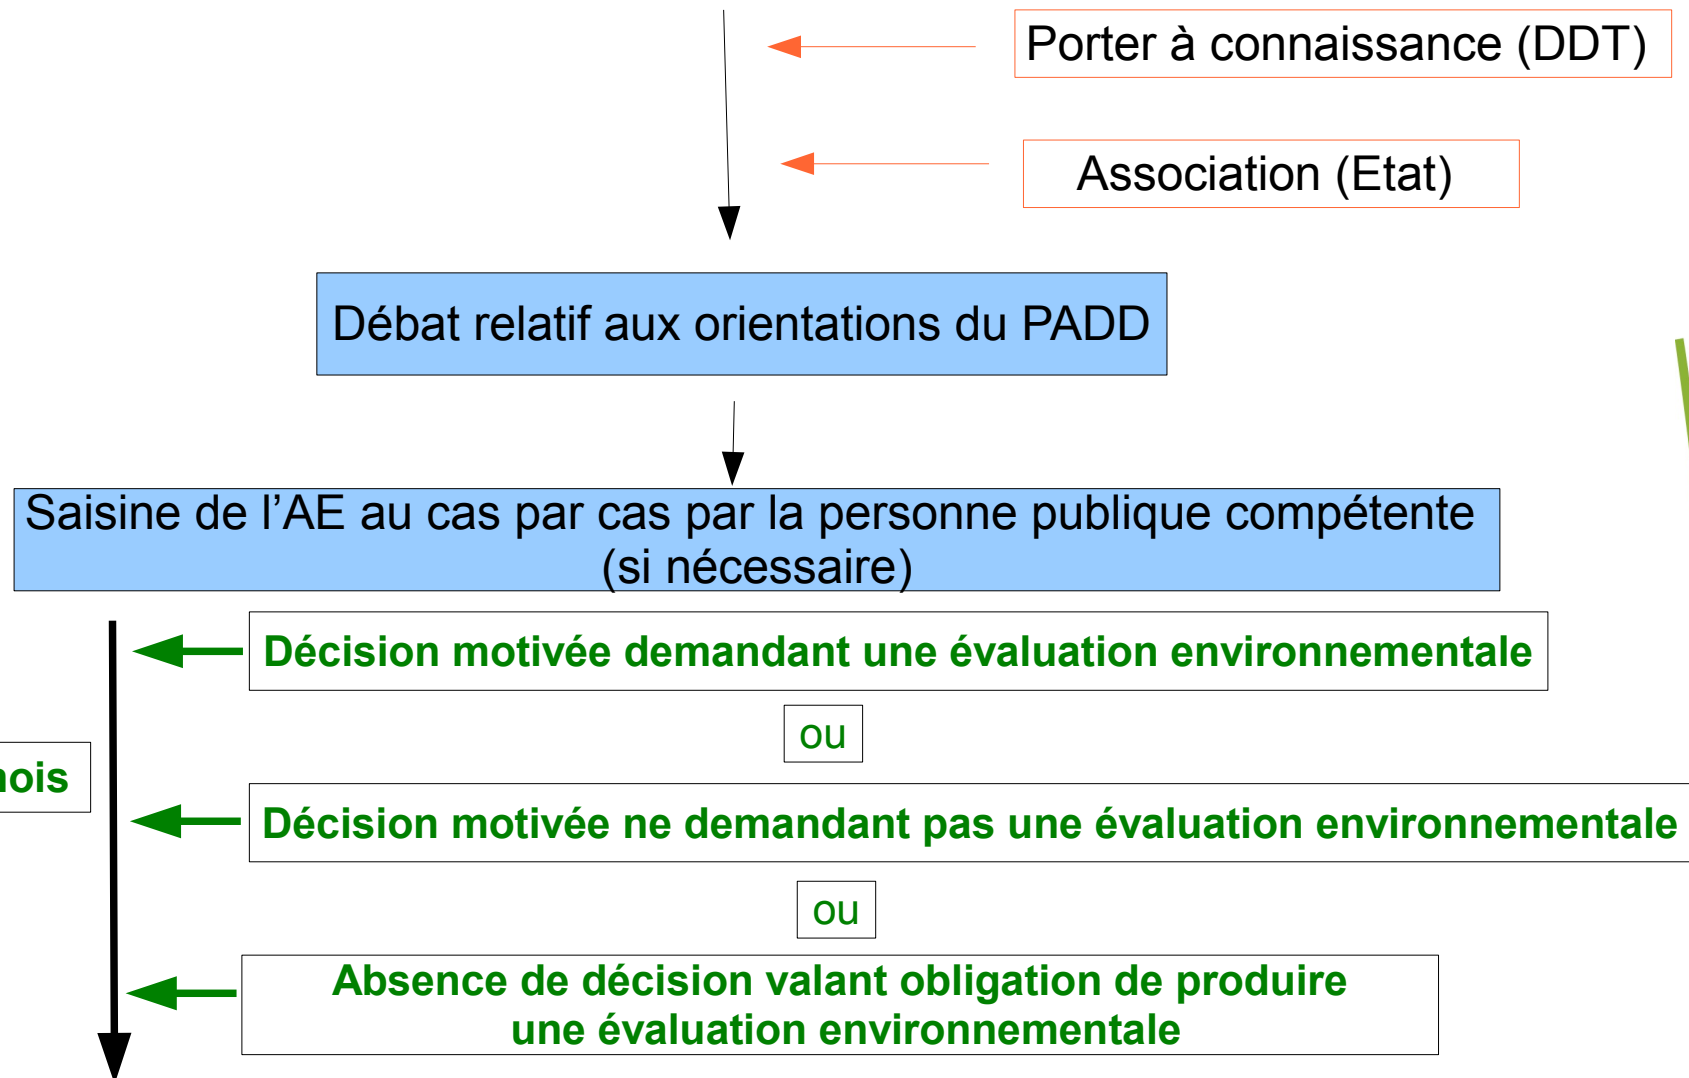 Porter à connaissance (DDT)
Association (Etat)
Débat relatif aux orientations du PADD
Saisine de l’AE au cas par cas par la personne publique compétente
(si nécessaire)
Décision motivée demandant une évaluation environnementale
ou
Décision motivée ne demandant pas une évaluation environnementale
ou
Absence de décision valant obligation de produire
une évaluation environnementale